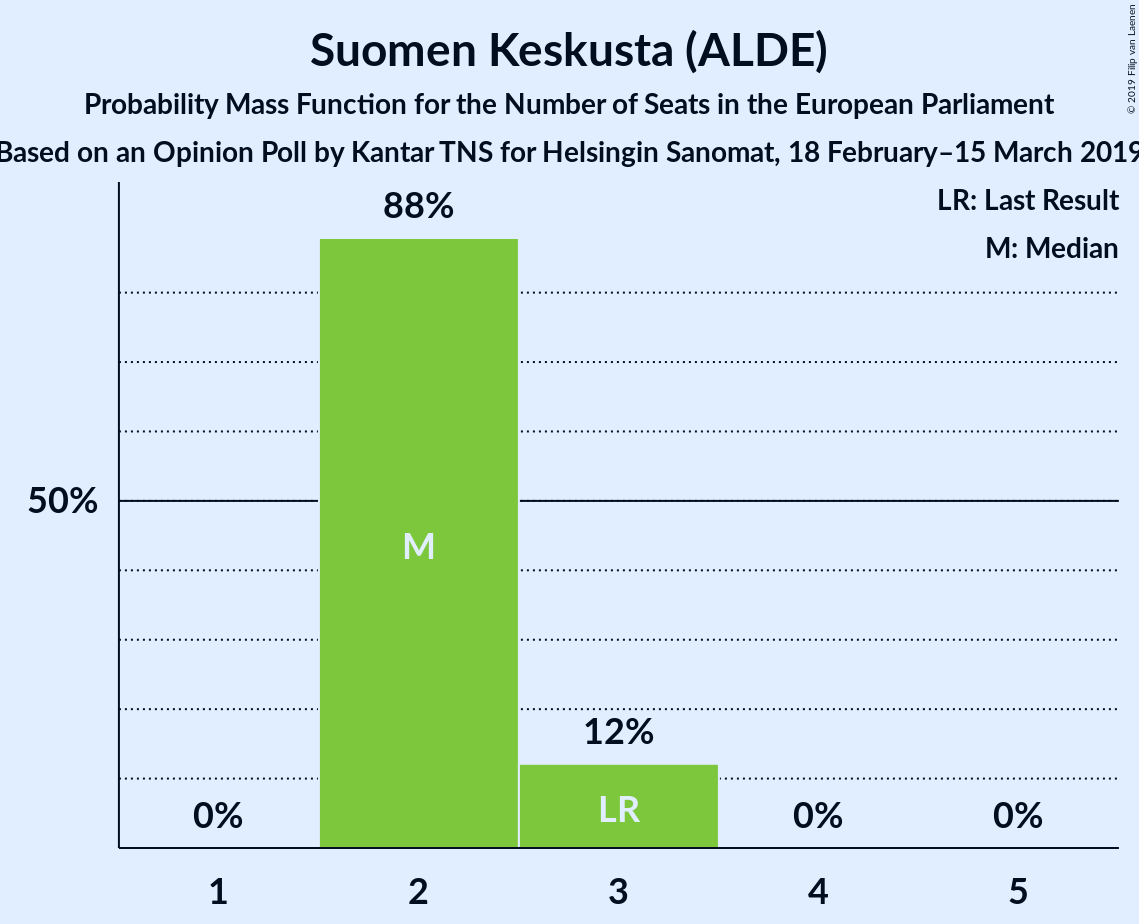 Suomen Keskusta (ALDE)
Probability Mass Function for the Number of Seats in the European Parliament
Based on an Opinion Poll by Kantar TNS for Helsingin Sanomat, 18 February–15 March 2019
© 2019 Filip van Laenen
LR: Last Result
M: Median
88%
50%
M
12%
LR
0%
0%
0%
1
2
3
4
5